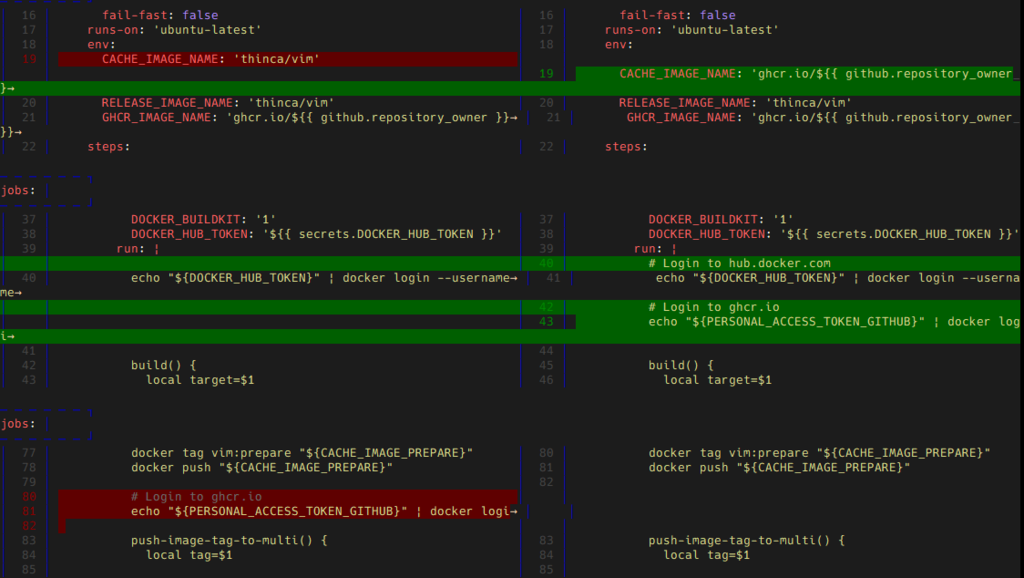 16 fail-fast: false 16 fail-fast: false
17 runs-on: 'ubuntu-latest' 17 runs-on: 'ubuntu-latest'
18 env: 18 env:
19 CACHE_IMAGE_NAME: 'thinca/vim'
19 CACHE_IMAGE_NAME: 'ghcr.io/${{ github.repository_owner
}→
20 RELEASE_IMAGE_NAME: 'thinca/vim' 20 RELEASE_IMAGE_NAME: 'thinca/vim'
21 GHCR_IMAGE_NAME: 'ghcr.io/${{ github.repository_owner }}→ 21 GHCR_IMAGE_NAME: 'ghcr.io/${{ github.repository_owner
}}→
22 steps: 22 steps:
jobs:
37 DOCKER_BUILDKIT: '1' 37 DOCKER_BUILDKIT: '1'
38 DOCKER_HUB_TOKEN: '${{ secrets.DOCKER_HUB_TOKEN }}' 38 DOCKER_HUB_TOKEN: '${{ secrets.DOCKER_HUB_TOKEN }}'
39 run: | 39 run: |
40 # Login to hub.docker.com
40 echo "${DOCKER_HUB_TOKEN}" | docker login --username→ 41 echo "${DOCKER_HUB_TOKEN}" | docker login --userna
me→
42 # Login to ghcr.io
43 echo "${PERSONAL_ACCESS_TOKEN_GITHUB}" | docker log
i→
41 44
42 build() { 45 build() {
43 local target=$1 46 local target=$1
jobs:
77 docker tag vim:prepare "${CACHE_IMAGE_PREPARE}" 80 docker tag vim:prepare "${CACHE_IMAGE_PREPARE}"
78 docker push "${CACHE_IMAGE_PREPARE}" 81 docker push "${CACHE_IMAGE_PREPARE}"
79 82
80 # Login to ghcr.io
81 echo "${PERSONAL_ACCESS_TOKEN_GITHUB}" | docker logi→
82
83 push-image-tag-to-multi() { 83 push-image-tag-to-multi() {
84 local tag=$1 84 local tag=$1
85 85